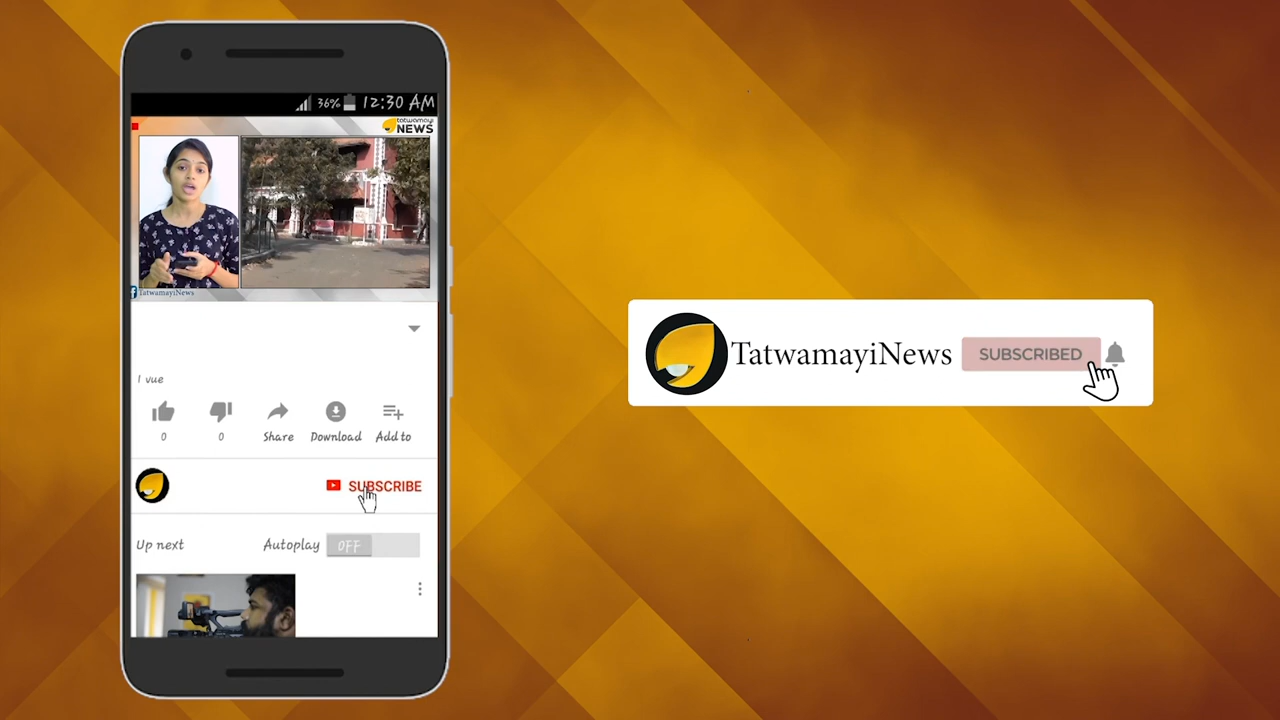 36% 12:30 AM
tatwamayi
NEWS
TatwamayiNews
1 vue
0 0 Share Download Add to
SUBSCRIBE
Up next Autoplay OFF
TatwamayiNews SUBSCRIBED